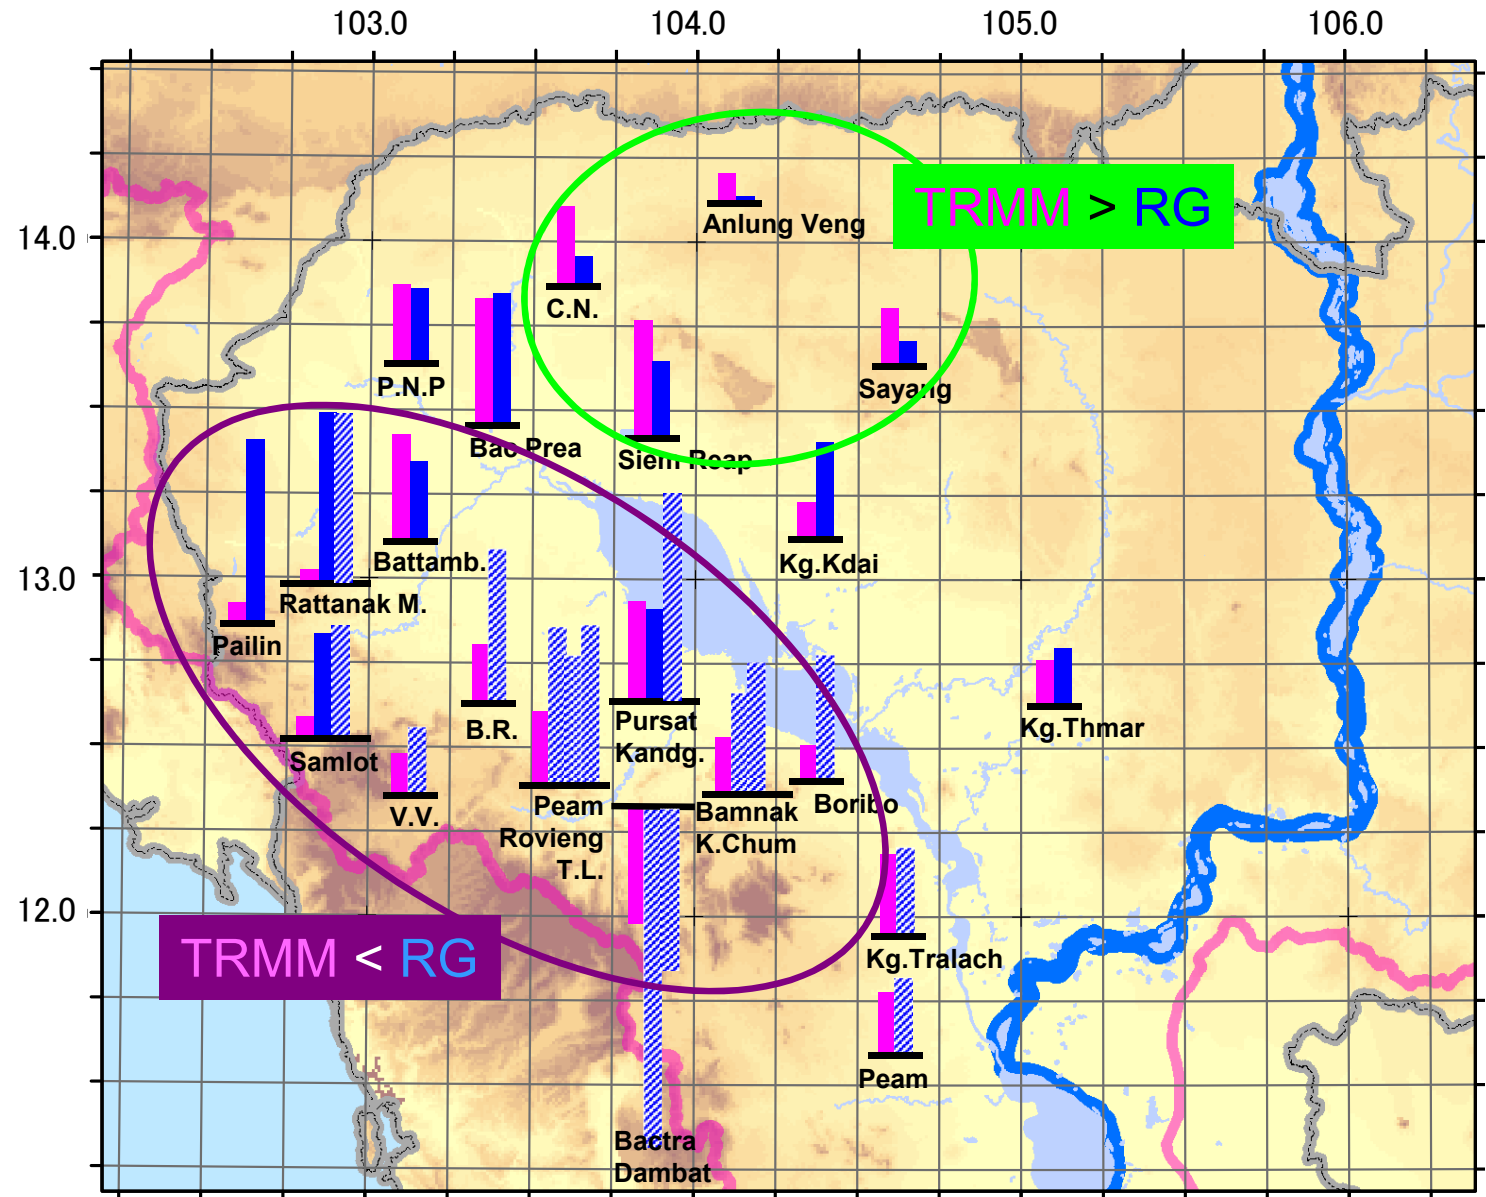 103.0
104.0
105.0
106.0
14.0
13.0
12.0
Anlung Veng
TRMM > RG
C.N.
P.N.P
Sayang
Bac Prea
Siem Reap
Battamb.
Kg.Kdai
Rattanak M.
Pailin
Samlot
V.V.
B.R.
Pursat
Kandg.
Kg.Thmar
Peam
Rovieng
T.L.
Bamnak
K.Chum
Boribo
TRMM < RG
Kg.Tralach
Peam
Bactra
Dambat